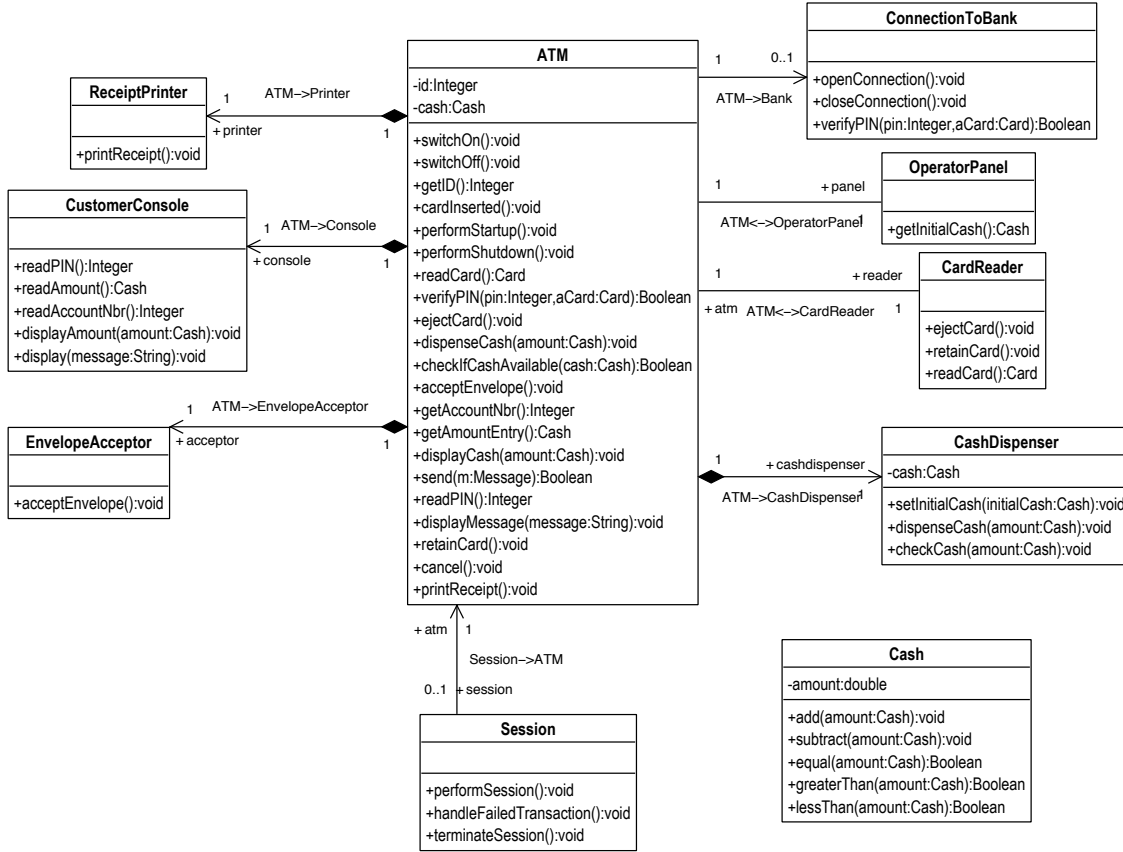 ConnectionToBank
+openConnection():void
+closeConnection():void
+verifyPIN(pin:Integer,aCard:Card):Boolean
ATM
-id:Integer
-cash:Cash
+switchOn():void
+switchOff():void
+getID():Integer
+cardInserted():void
+performStartup():void
+performShutdown():void
+readCard():Card
+verifyPIN(pin:Integer,aCard:Card):Boolean
+ejectCard():void
+dispenseCash(amount:Cash):void
+checkIfCashAvailable(cash:Cash):Boolean
+acceptEnvelope():void
+getAccountNbr():Integer
+getAmountEntry():Cash
+displayCash(amount:Cash):void
+send(m:Message):Boolean
+readPIN():Integer
+displayMessage(message:String):void
+retainCard():void
+cancel():void
+printReceipt():void
1 0..1
ATM->Bank
ReceiptPrinter
+printReceipt():void
1 ATM->Printer
+printer 1
CustomerConsole
+readPIN():Integer
+readAmount():Cash
+readAccountNbr():Integer
+displayAmount(amount:Cash):void
+display(message:String):void
1 ATM->Console
+console 1
EnvelopeAcceptor
+acceptEnvelope():void
1 ATM->EnvelopeAcceptor
+acceptor 1
OperatorPanel
+getInitialCash():Cash
1 +panel
ATM<->OperatorPanel 1
CardReader
+ejectCard():void
+retainCard():void
+readCard():Card
1 +reader
+atm ATM<->CardReader 1
CashDispenser
-cash:Cash
+setInitialCash(initialCash:Cash):void
+dispenseCash(amount:Cash):void
+checkCash(amount:Cash):void
1 +cashdispenser
ATM->CashDispenser 1
+atm 1
Session->ATM
0..1 +session
Session
+performSession():void
+handleFailedTransaction():void
+terminateSession():void
Cash
-amount:double
+add(amount:Cash):void
+subtract(amount:Cash):void
+equal(amount:Cash):Boolean
+greaterThan(amount:Cash):Boolean
+lessThan(amount:Cash):Boolean